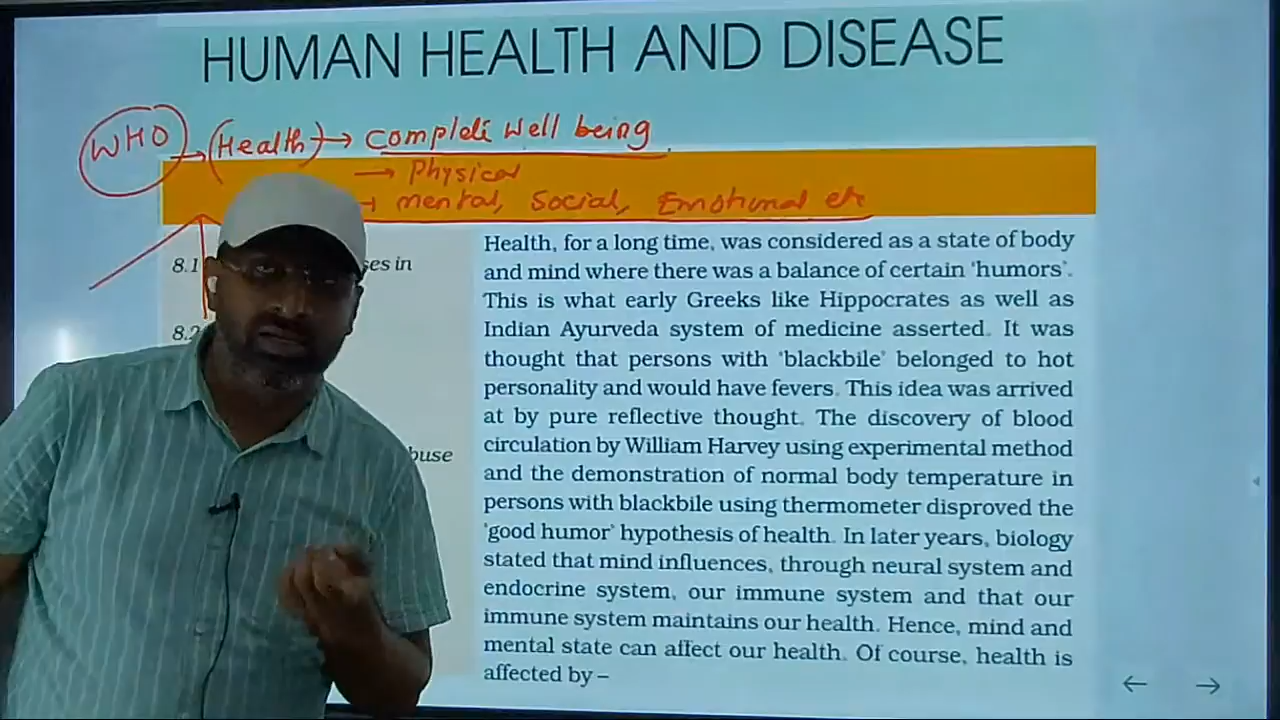 HUMAN HEALTH AND DISEASE
WHO → (Health) → Complete Well being
→ Physical
→ mental, Social, Emotional etc
8.1
es in
8.2
buse
Health, for a long time, was considered as a state of body
and mind where there was a balance of certain 'humors'.
This is what early Greeks like Hippocrates as well as
Indian Ayurveda system of medicine asserted. It was
thought that persons with 'blackbile' belonged to hot
personality and would have fevers. This idea was arrived
at by pure reflective thought. The discovery of blood
circulation by William Harvey using experimental method
and the demonstration of normal body temperature in
persons with blackbile using thermometer disproved the
'good humor' hypothesis of health. In later years, biology
stated that mind influences, through neural system and
endocrine system, our immune system and that our
immune system maintains our health. Hence, mind and
mental state can affect our health. Of course, health is
affected by –